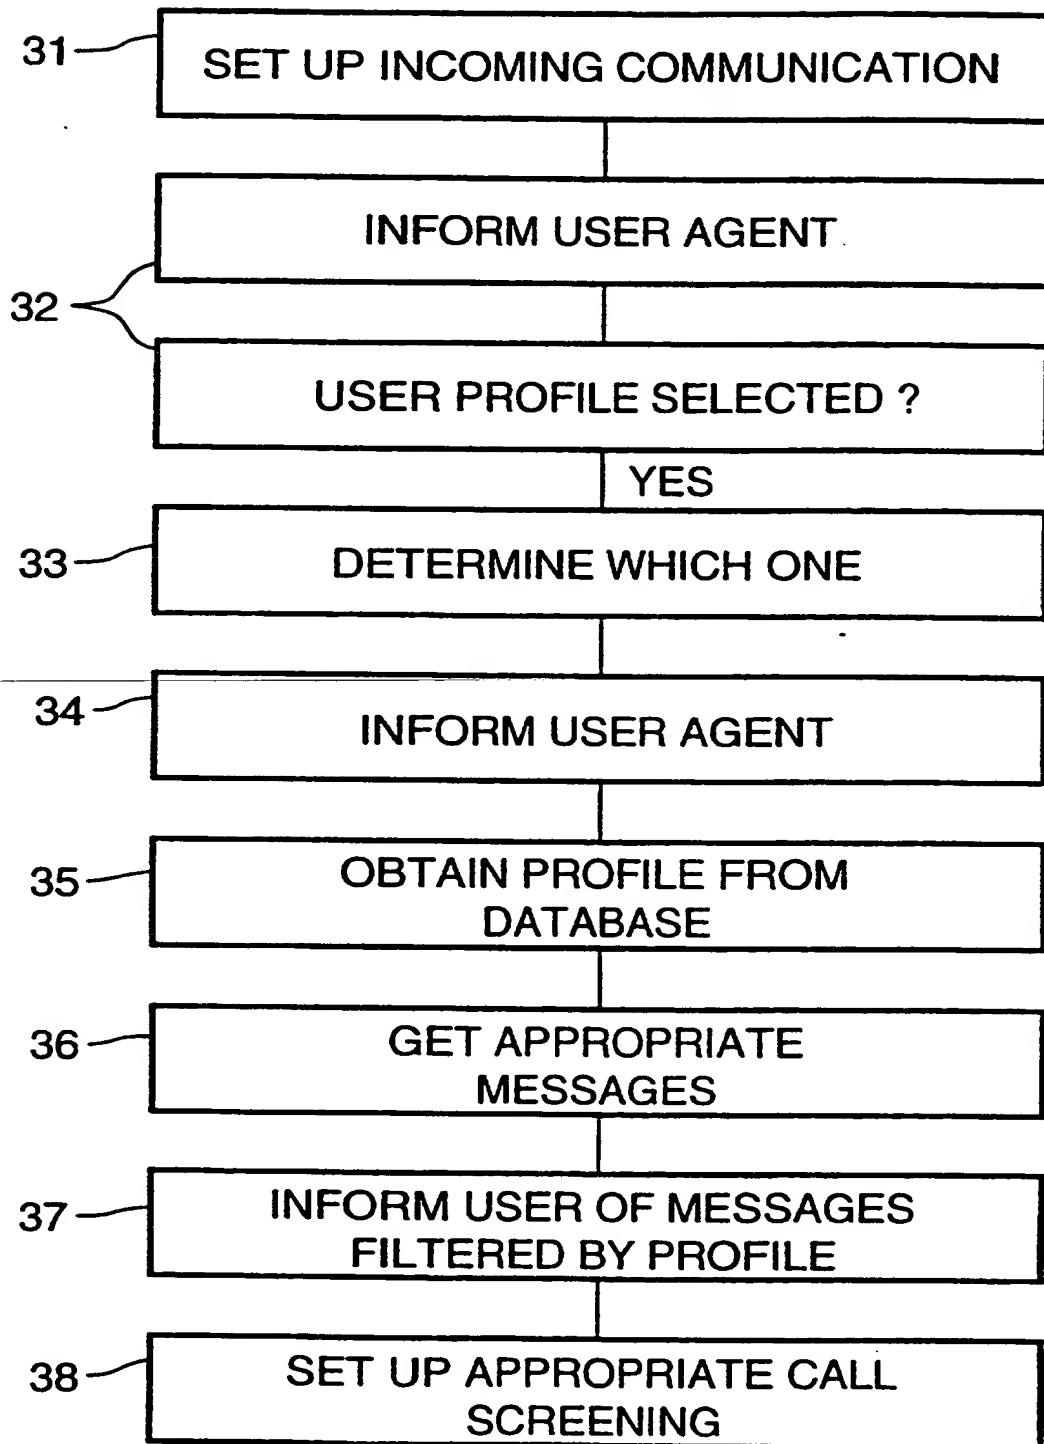 31
SET UP INCOMING COMMUNICATION
INFORM USER AGENT
32
USER PROFILE SELECTED ?
YES
33
DETERMINE WHICH ONE
34
INFORM USER AGENT
35
OBTAIN PROFILE FROM
DATABASE
36
GET APPROPRIATE
MESSAGES
37
INFORM USER OF MESSAGES
FILTERED BY PROFILE
38
SET UP APPROPRIATE CALL
SCREENING